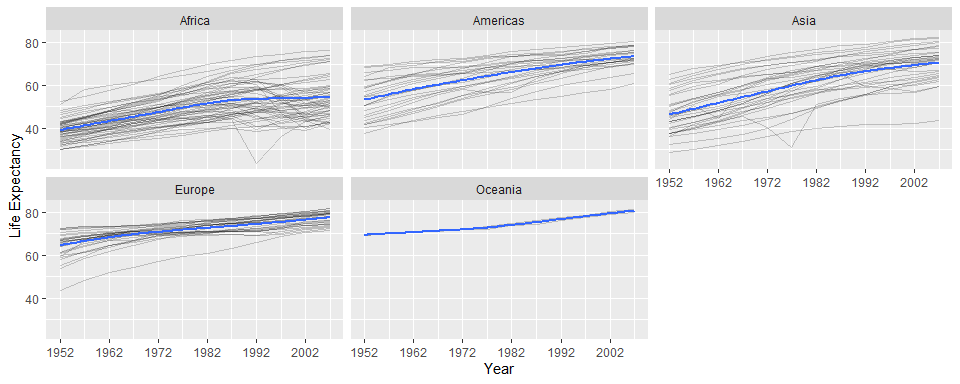 Africa
Americas
Asia
Life Expectancy
80
60
40
1952 1962 1972 1982 1992 2002
Europe
Oceania
80
60
40
1952 1962 1972 1982 1992 2002
1952 1962 1972 1982 1992 2002
Year